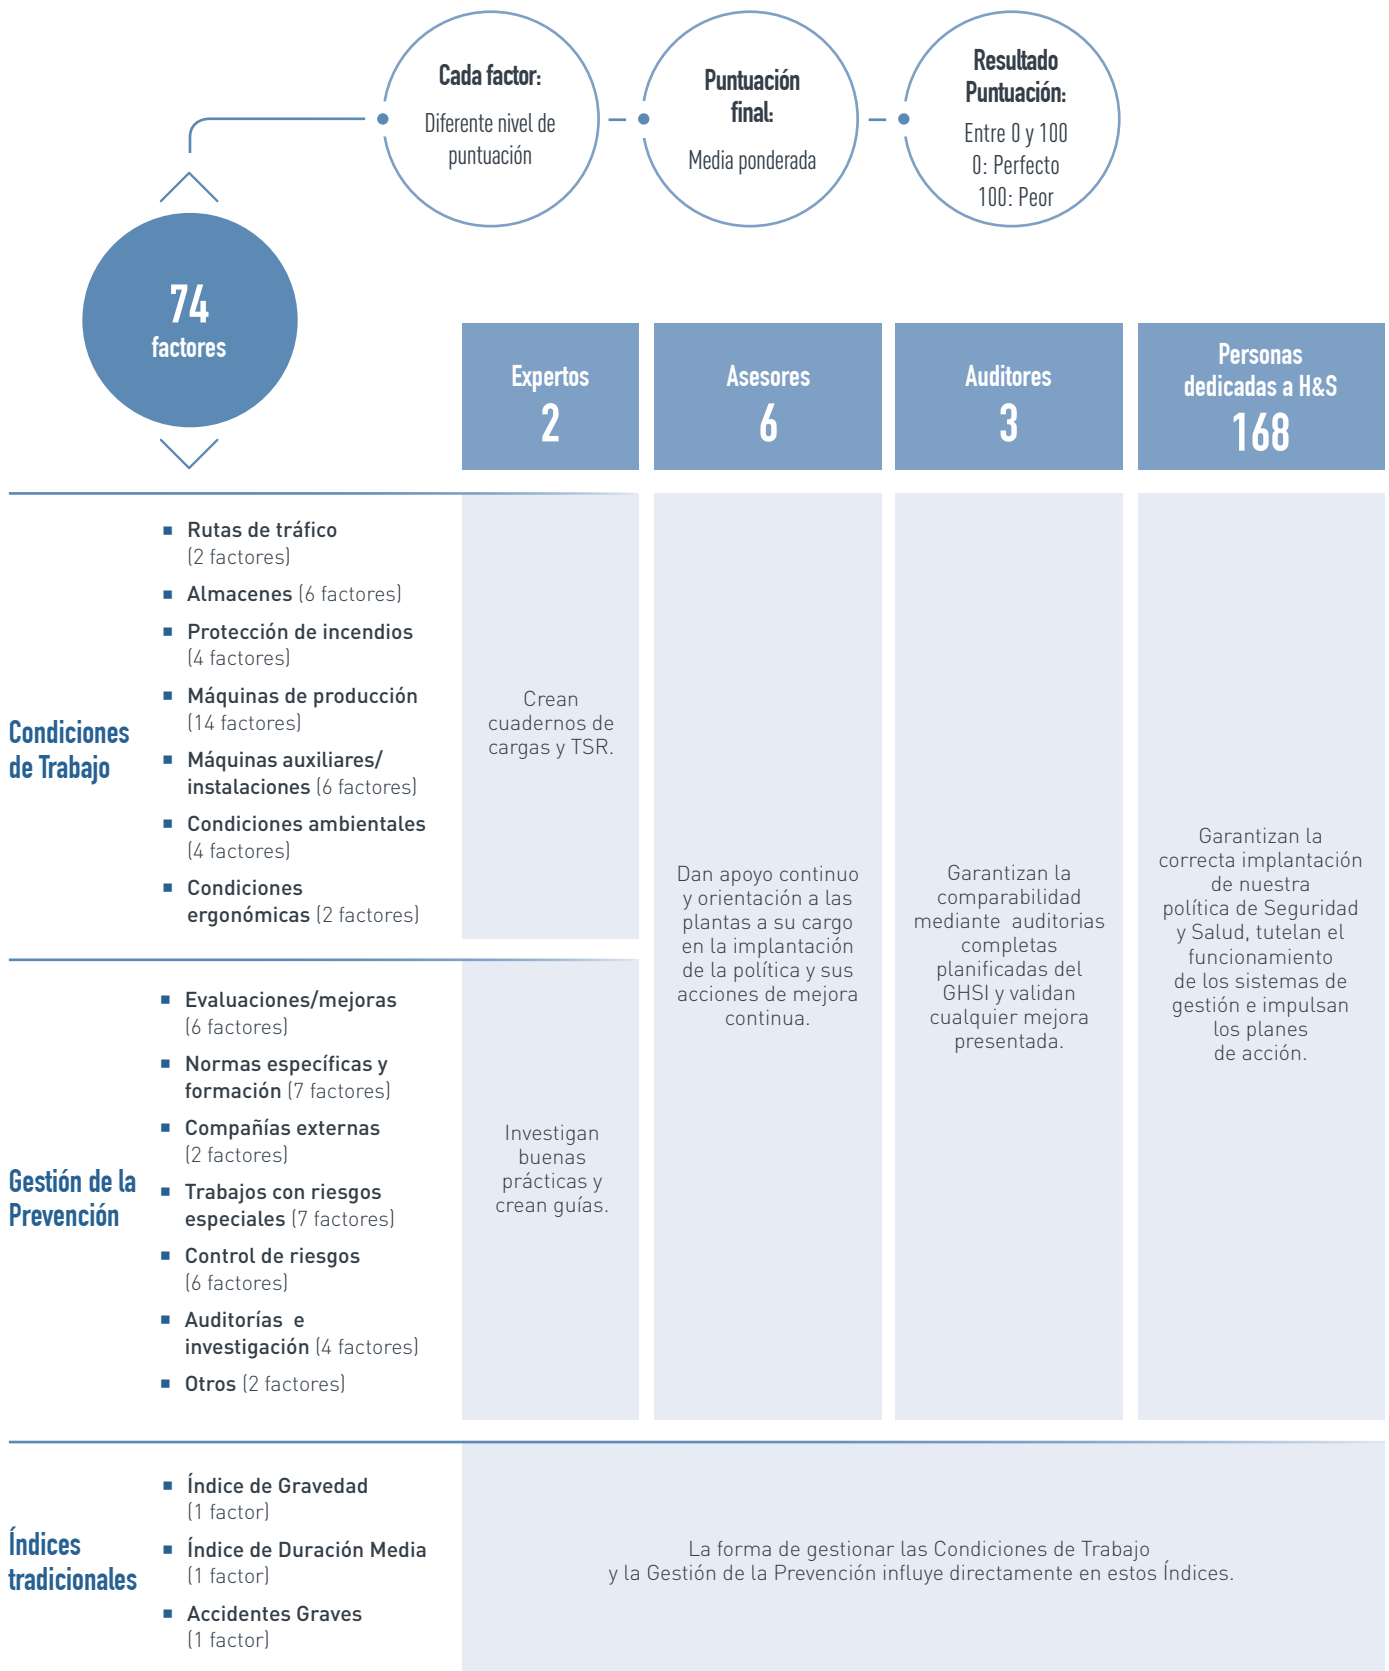 Cada factor:
Diferente nivel de
puntuación
Puntuación
final:
Media ponderada
Resultado
Puntuación:
Entre 0 y 100
0: Perfecto
100: Peor
74
factores
Expertos
2
Asesores
6
Auditores
3
Personas
dedicadas a H&S
168
Condiciones
de Trabajo
Rutas de tráfico
(2 factores)
Almacenes (6 factores)
Protección de incendios
(4 factores)
Máquinas de producción
(14 factores)
Máquinas auxiliares/
instalaciones (6 factores)
Condiciones ambientales
(4 factores)
Condiciones
ergonómicas (2 factores)
Crean
cuadernos de
cargas y TSR.
Gestión de la
Prevención
Evaluaciones/mejoras
(6 factores)
Normas específicas y
formación (7 factores)
Compañías externas
(2 factores)
Trabajos con riesgos
especiales (7 factores)
Control de riesgos
(6 factores)
Auditorías e
investigación (4 factores)
Otros (2 factores)
Investigan
buenas
prácticas y
crean guías.
Dan apoyo continuo
y orientación a las
plantas a su cargo
en la implantación
de la política y sus
acciones de mejora
continua.
Garantizan la
comparabilidad
mediante auditorias
completas
planificadas del
GHSI y validan
cualquier mejora
presentada.
Garantizan la
correcta implantación
de nuestra
política de Seguridad
y Salud, tutelan el
funcionamiento
de los sistemas de
gestión e impulsan
los planes
de acción.
Índices
tradicionales
Índice de Gravedad
(1 factor)
Índice de Duración Media
(1 factor)
Accidentes Graves
(1 factor)
La forma de gestionar las Condiciones de Trabajo
y la Gestión de la Prevención influye directamente en estos Índices.